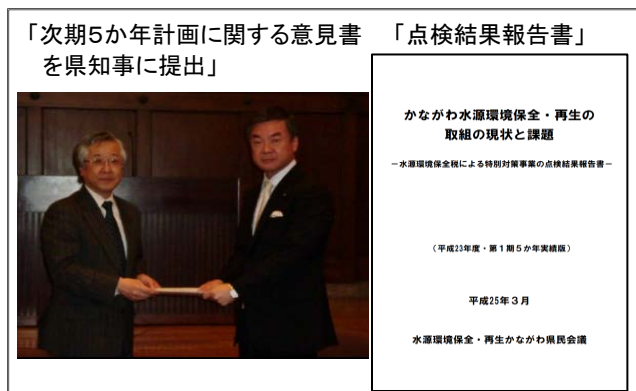 「次期５か年計画に関する意見書
を県知事に提出」
「点検結果報告書」
かながわ水源環境保全・再生の
取組の現状と課題
－水源環境保全税による特別対策事業の点検結果報告書－
（平成23年度・第１期５か年実績版）
平成25年３月
水源環境保全・再生かながわ県民会議